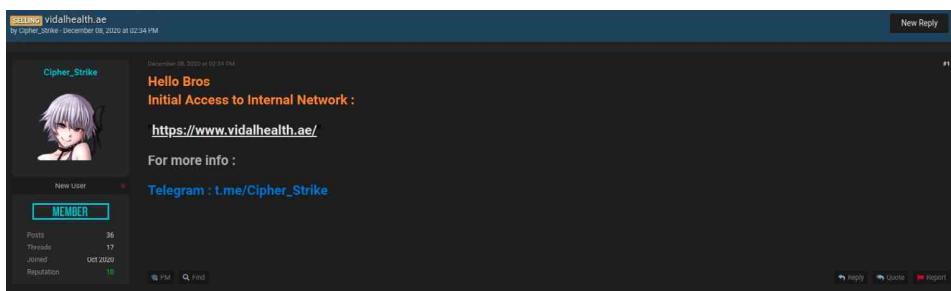 SELLING vidalhealth.ae
by Cipher_Strike - December 08, 2020 at 02:34 PM
New Reply
Cipher_Strike
New User
MEMBER
Posts 36
Threads 17
Joined Oct 2020
Reputation 10
December 08, 2020 at 02:34 PM
#1
Hello Bros
Initial Access to Internal Network :
https://www.vidalhealth.ae/
For more info :
Telegram : t.me/Cipher_Strike
PM Find
Reply Quote Report